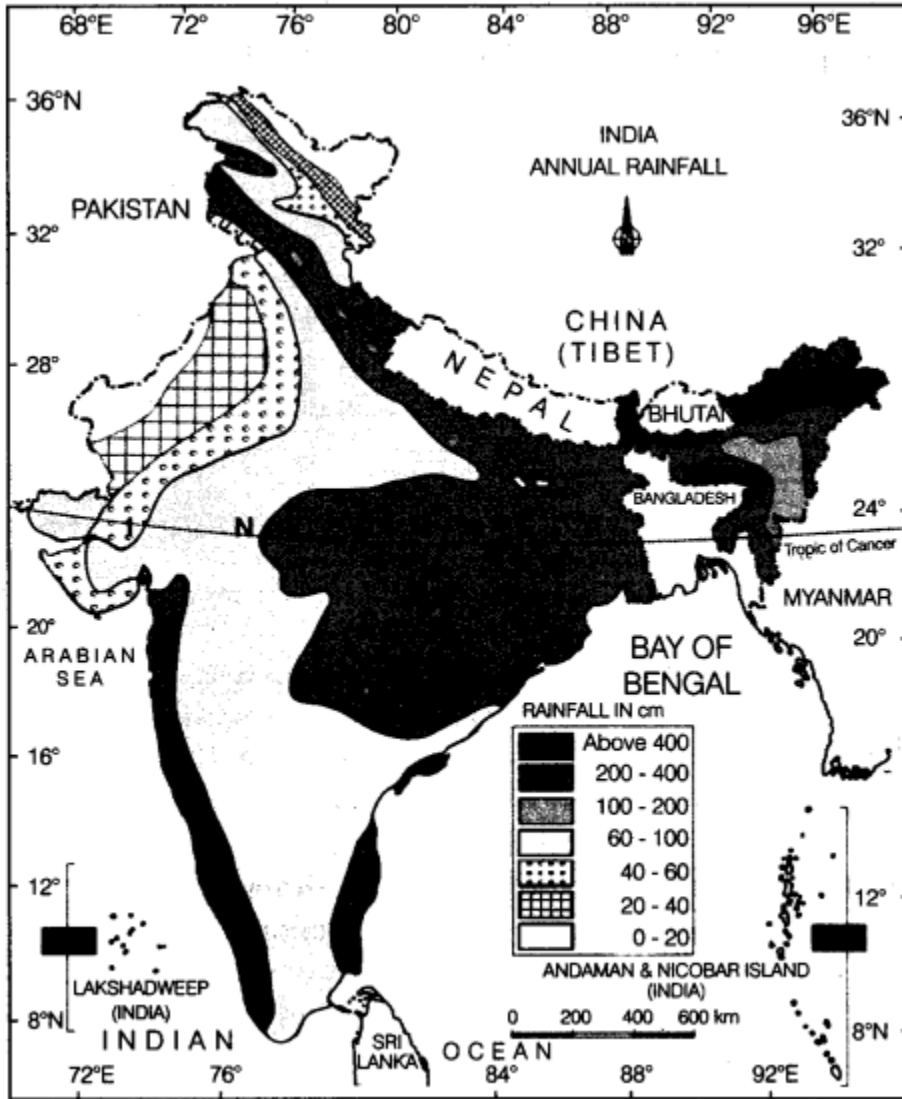 68°E 72° 76° 80° 88° 92° 96°E
36°N
36°
INDIA
ANNUAL RAINFALL
PAKISTAN
32°
32°
CHINA
(TIBET)
NEPAL
28°
28°
BHUTAN
BANGLADESH
24°
I N
Tropic of Cancer
MYANMAR
20°
20°
ARABIAN
SEA
BAY OF
BENGAL
RAINFALL IN cm
Above 400
200 - 400
100 - 200
60 - 100
40 - 60
20 - 40
0 - 20
16°
12°
12°
LAKSHADWEEP
(INDIA)
ANDAMAN & NICOBAR ISLAND
(INDIA)
0 200 400 600 km
8°N
8°N
INDIAN OCEAN
SRI
LANKA
72°E 76° 84° 88° 92°E